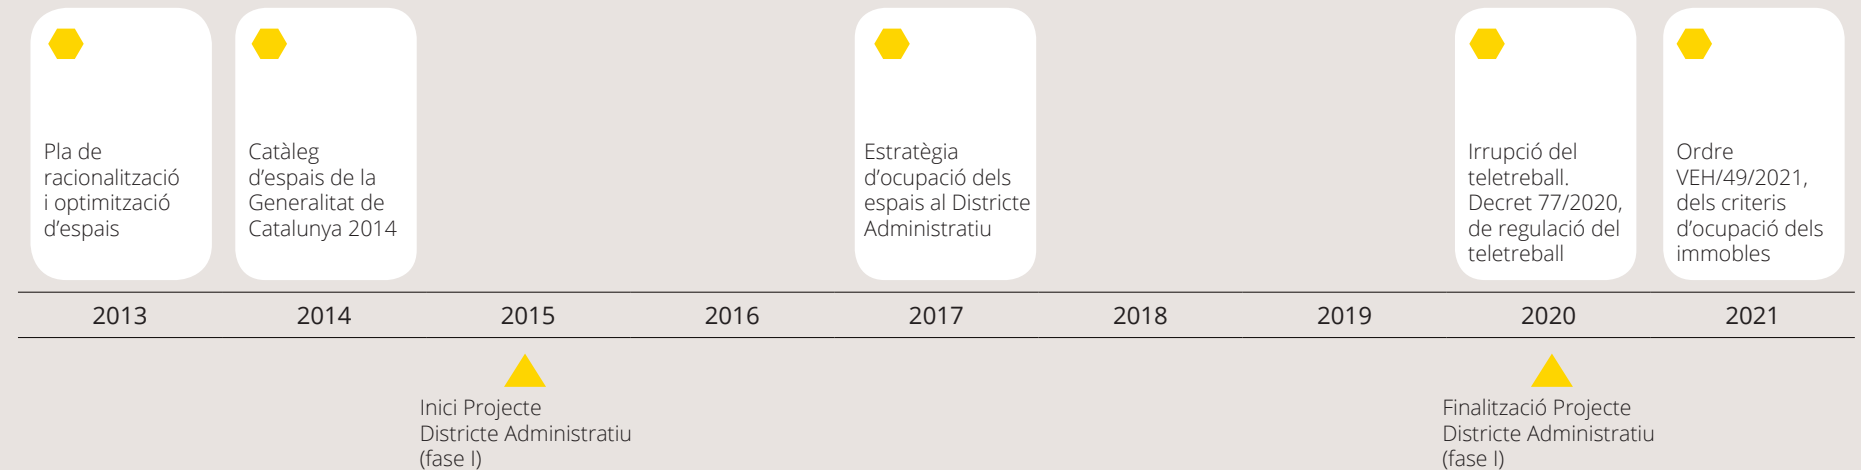 Pla de
racionalització
i optimització
d’espais
Catàleg
d’espais de la
Generalitat de
Catalunya 2014
Estratègia
d’ocupació dels
espais al Districte
Administratiu
Irrupció del
teletreball.
Decret 77/2020,
de regulació del
teletreball
Ordre
VEH/49/2021,
dels criteris
d’ocupació dels
immobles
2013
2014
2015
2016
2017
2018
2019
2020
2021
Inici Projecte
Districte Administratiu
(fase I)
Finalització Projecte
Districte Administratiu
(fase I)